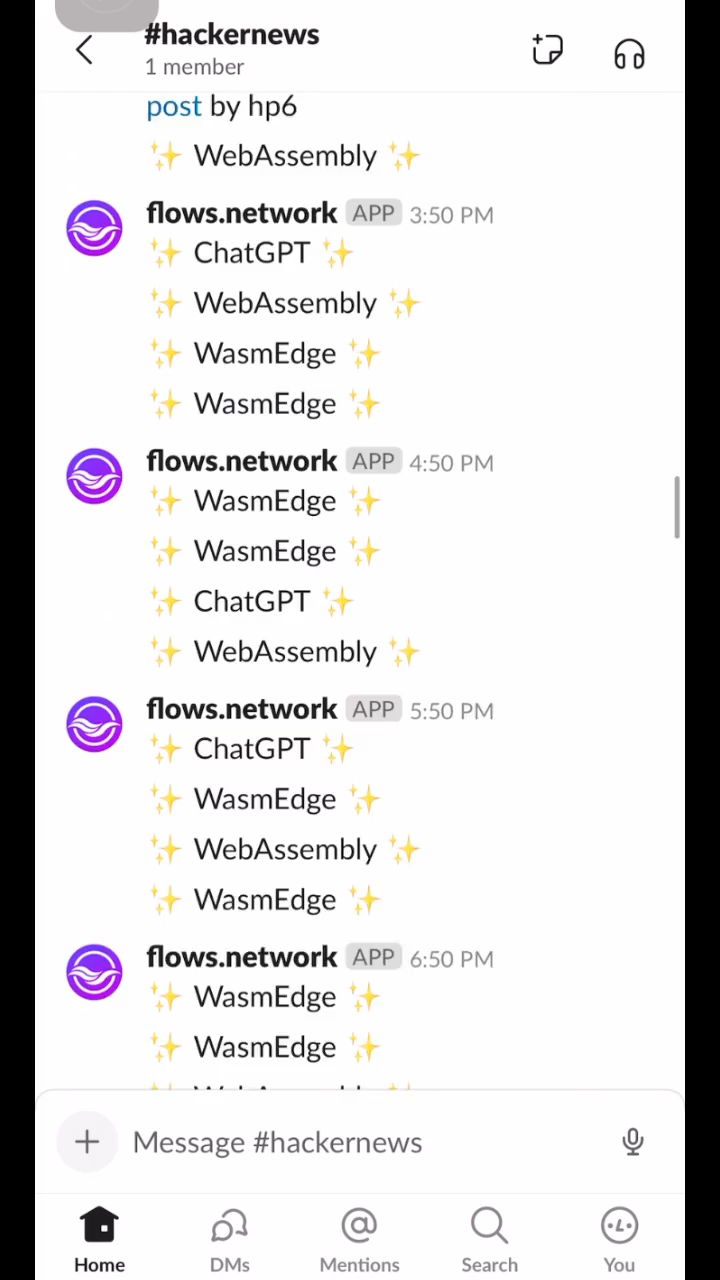 #hackernews
1 member
post by hp6
✨ WebAssembly ✨
flows.network APP 3:50 PM
✨ ChatGPT ✨
✨ WebAssembly ✨
✨ WasmEdge ✨
✨ WasmEdge ✨
flows.network APP 4:50 PM
✨ WasmEdge ✨
✨ WasmEdge ✨
✨ ChatGPT ✨
✨ WebAssembly ✨
flows.network APP 5:50 PM
✨ ChatGPT ✨
✨ WasmEdge ✨
✨ WebAssembly ✨
✨ WasmEdge ✨
flows.network APP 6:50 PM
✨ WasmEdge ✨
✨ WasmEdge ✨
Message #hackernews
Home DMs Mentions Search You